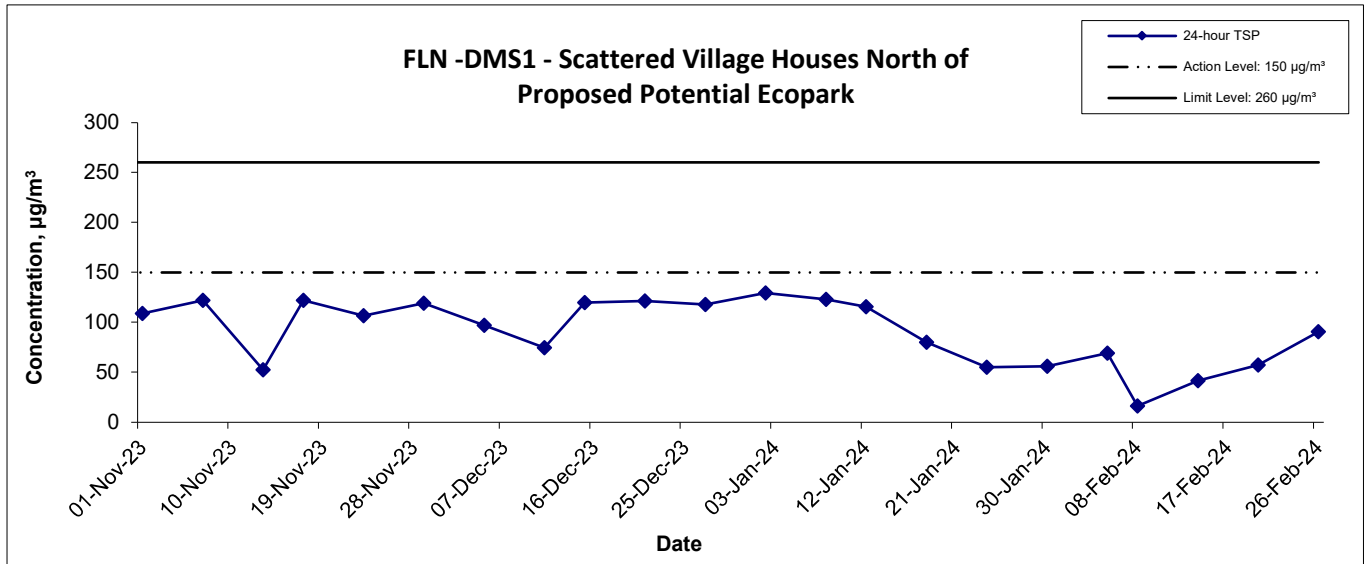 FLN -DMS1 - Scattered Village Houses North of
Proposed Potential Ecopark
24-hour TSP
Action Level: 150 µg/m³
Limit Level: 260 µg/m³
Concentration, µg/m³
300
250
200
150
100
50
0
01-Nov-23
10-Nov-23
19-Nov-23
28-Nov-23
07-Dec-23
16-Dec-23
25-Dec-23
03-Jan-24
12-Jan-24
21-Jan-24
30-Jan-24
08-Feb-24
17-Feb-24
26-Feb-24
Date